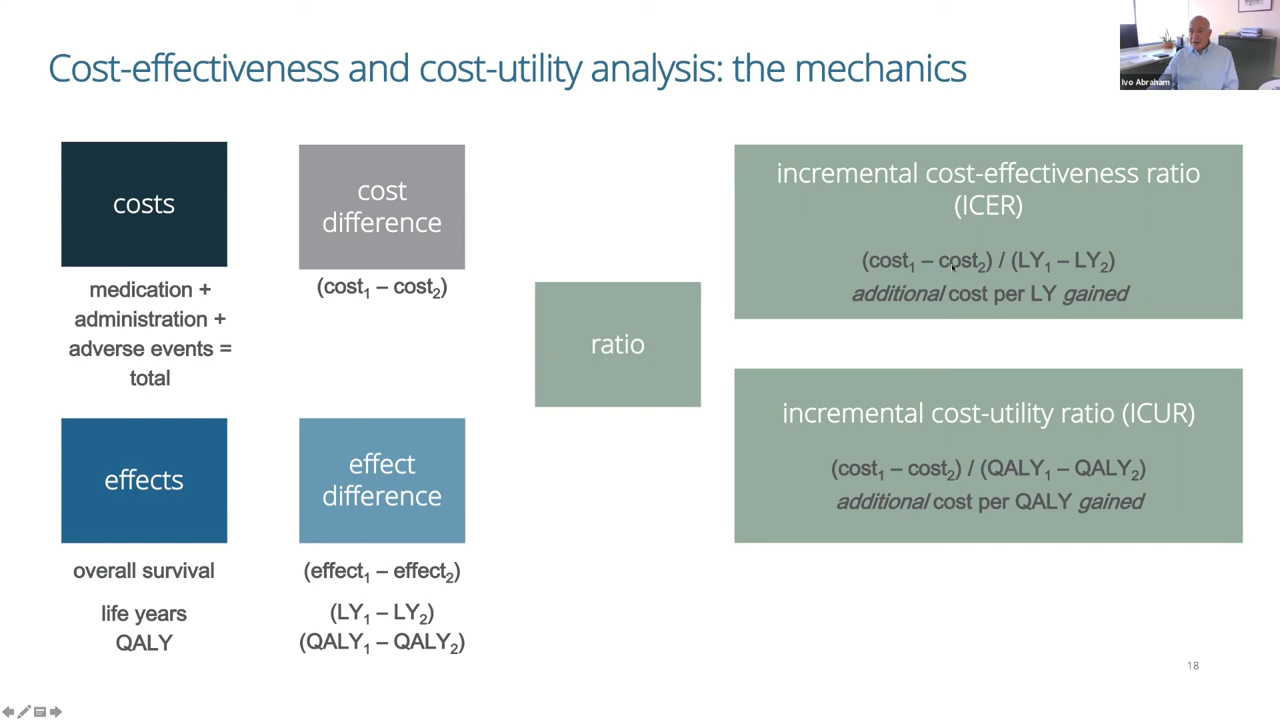 Cost-effectiveness and cost-utility analysis: the mechanics
Ivo Abraham
costs
medication +
administration +
adverse events =
total
cost
difference
(cost₁ – cost₂)
effects
overall survival
life years
QALY
effect
difference
(effect₁ – effect₂)
(LY₁ – LY₂)
(QALY₁ – QALY₂)
ratio
incremental cost-effectiveness ratio
(ICER)
(cost₁ – cost₂) / (LY₁ – LY₂)
additional cost per LY gained
incremental cost-utility ratio (ICUR)
(cost₁ – cost₂) / (QALY₁ – QALY₂)
additional cost per QALY gained
18